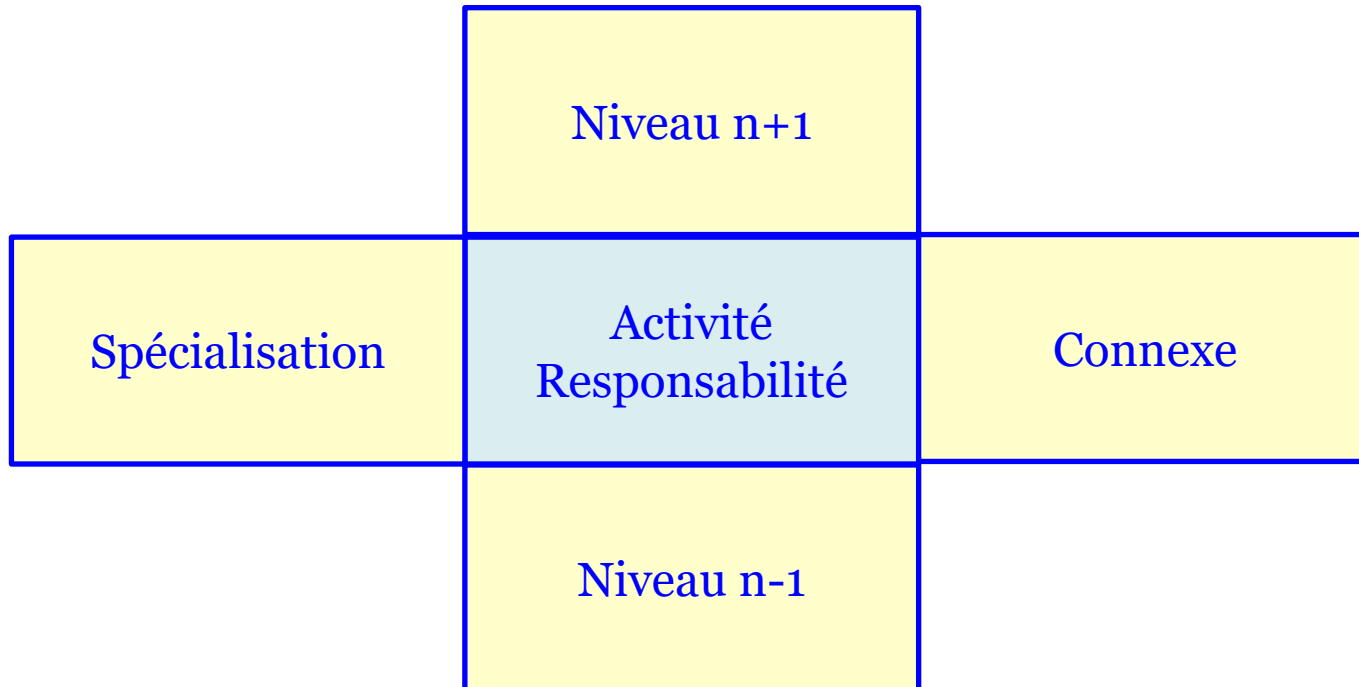 Niveau n+1
Spécialisation
Activité
Responsabilité
Connexe
Niveau n-1